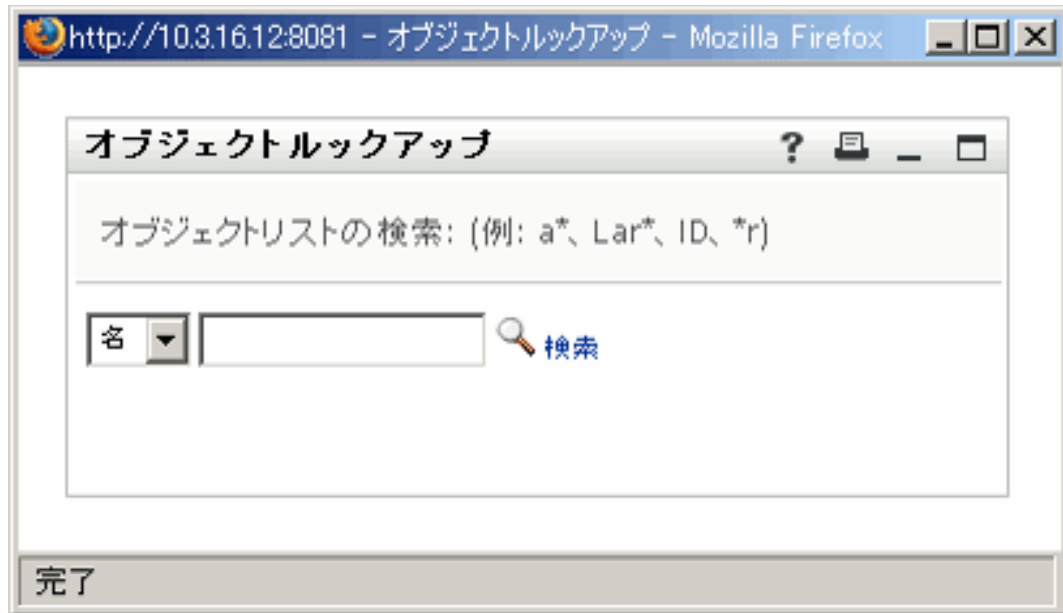 http://10.3.16.12:8081 - オブジェクトルックアップ - Mozilla Firefox
オブジェクトルックアップ ?
オブジェクトリストの検索: (例: a*、Lar*、ID、*r)
名 検索
完了